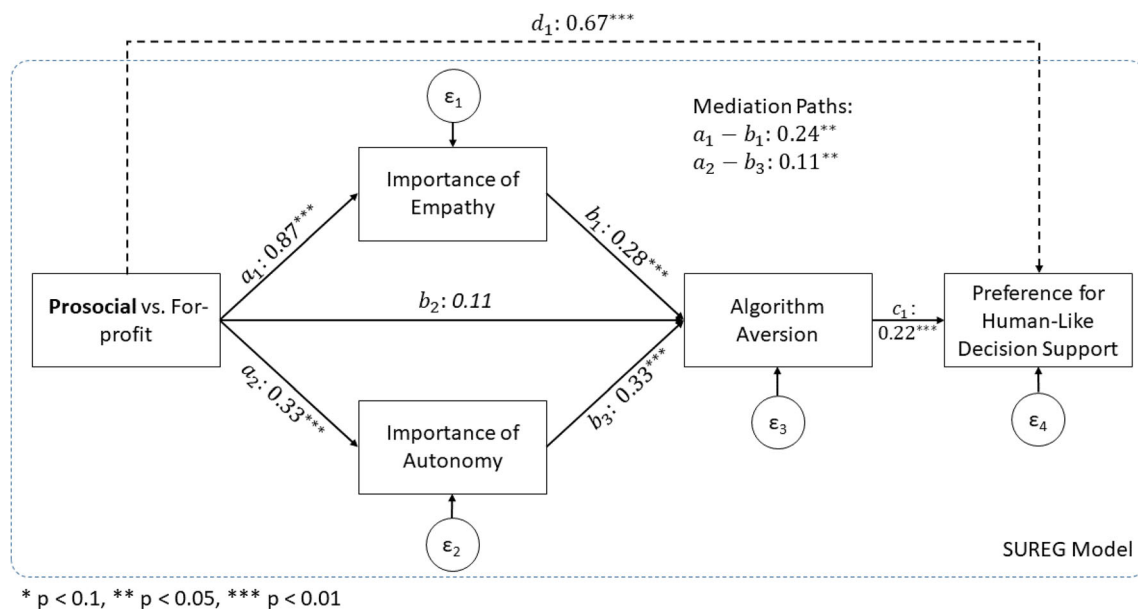 d₁: 0.67***
ε₁
Mediation Paths:
a₁ − b₁: 0.24**
a₂ − b₃: 0.11**
Importance of
Empathy
a₁: 0.87***
b₁: 0.28***
Prosocial vs. For-
profit
b₂: 0.11
Algorithm
Aversion
c₁:
0.22***
Preference for
Human-Like
Decision Support
a₂: 0.33***
b₃: 0.33***
Importance of
Autonomy
ε₃
ε₄
ε₂
SUREG Model
* p < 0.1, ** p < 0.05, *** p < 0.01